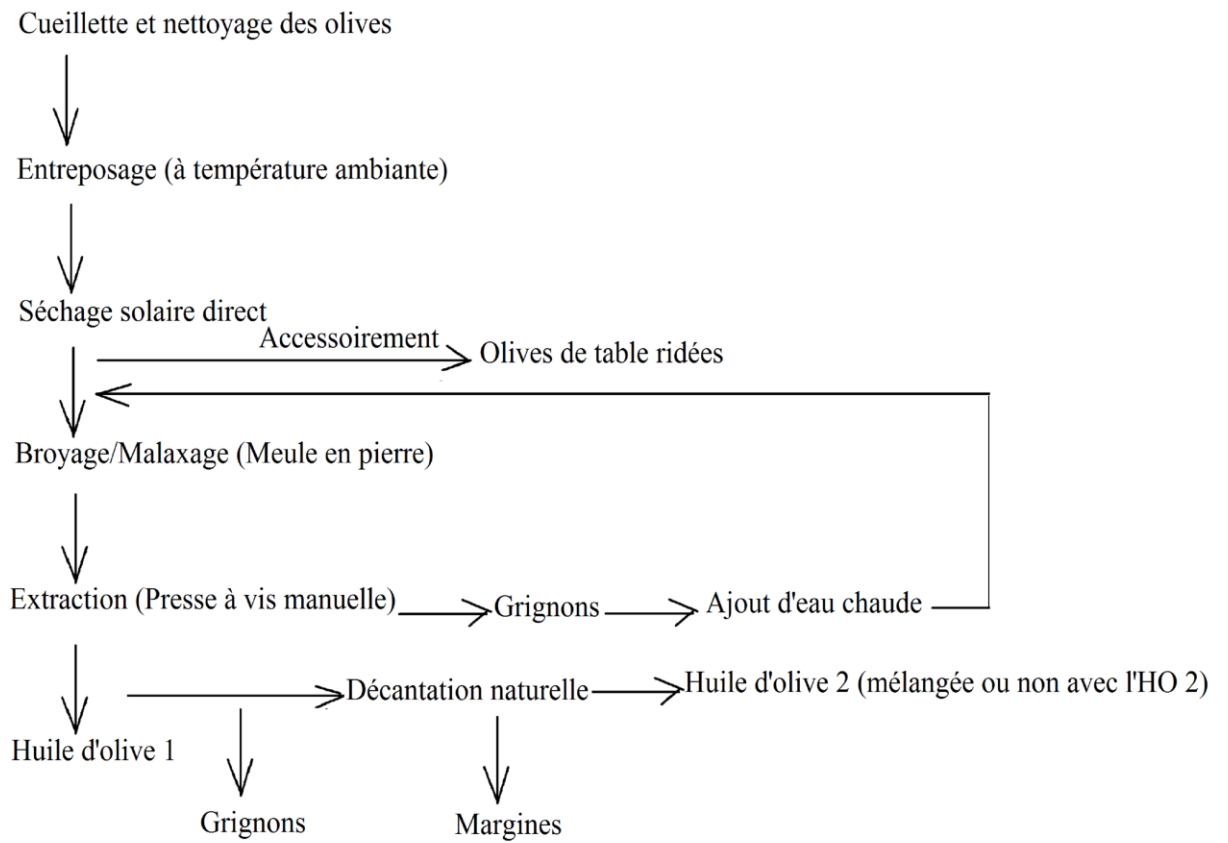 Cueillette et nettoyage des olives
Entreposage (à température ambiante)
Séchage solaire direct
Accessoirement
Olives de table ridées
Broyage/Malaxage (Meule en pierre)
Extraction (Presse à vis manuelle)
Grignons
Ajout d'eau chaude
Décantation naturelle
Huile d'olive 2 (mélangée ou non avec l'HO 2)
Huile d'olive 1
Grignons
Margines